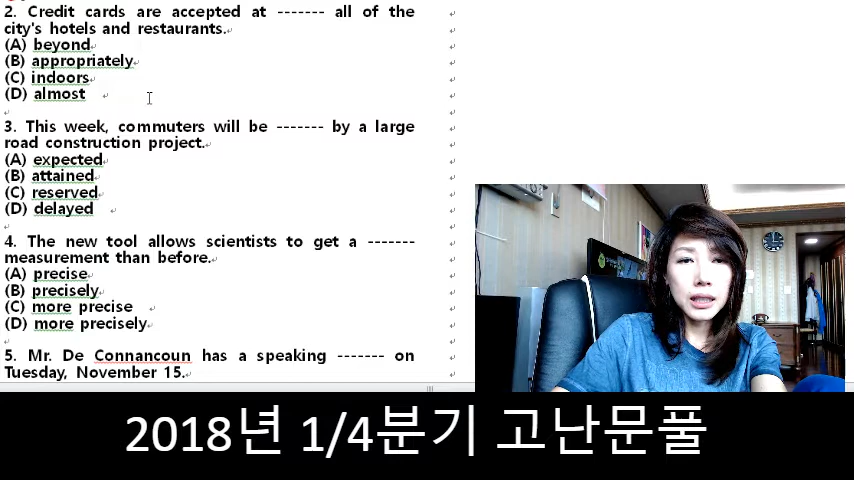 2. Credit cards are accepted at ------- all of the
city's hotels and restaurants.
(A) beyond
(B) appropriately
(C) indoors
(D) almost
3. This week, commuters will be ------- by a large
road construction project.
(A) expected
(B) attained
(C) reserved
(D) delayed
4. The new tool allows scientists to get a -------
measurement than before.
(A) precise
(B) precisely
(C) more precise
(D) more precisely
5. Mr. De Connancoun has a speaking ------- on
Tuesday, November 15.
2018년 1/4분기 고난문풀